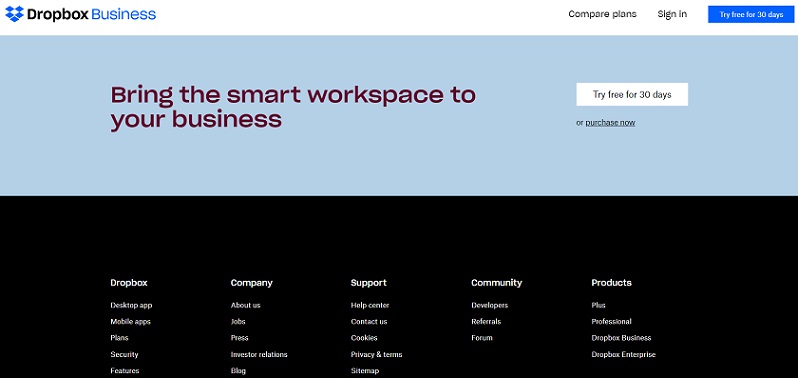 Dropbox Business
Compare plans
Sign in
Try free for 30 days
Bring the smart workspace to
your business
Try free for 30 days
or purchase now
Dropbox
Desktop app
Mobile apps
Plans
Security
Features
Company
About us
Jobs
Press
Investor relations
Blog
Support
Help center
Contact us
Cookies
Privacy & terms
Sitemap
Community
Developers
Referrals
Forum
Products
Plus
Professional
Dropbox Business
Dropbox Enterprise